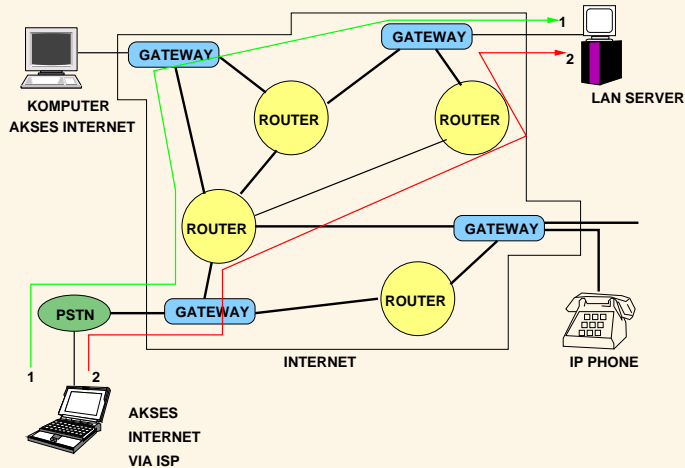 1
GATEWAY
GATEWAY
2
KOMPUTER
AKSES INTERNET
LAN SERVER
ROUTER
ROUTER
ROUTER
GATEWAY
ROUTER
PSTN
GATEWAY
INTERNET
IP PHONE
1
2
AKSES
INTERNET
VIA ISP